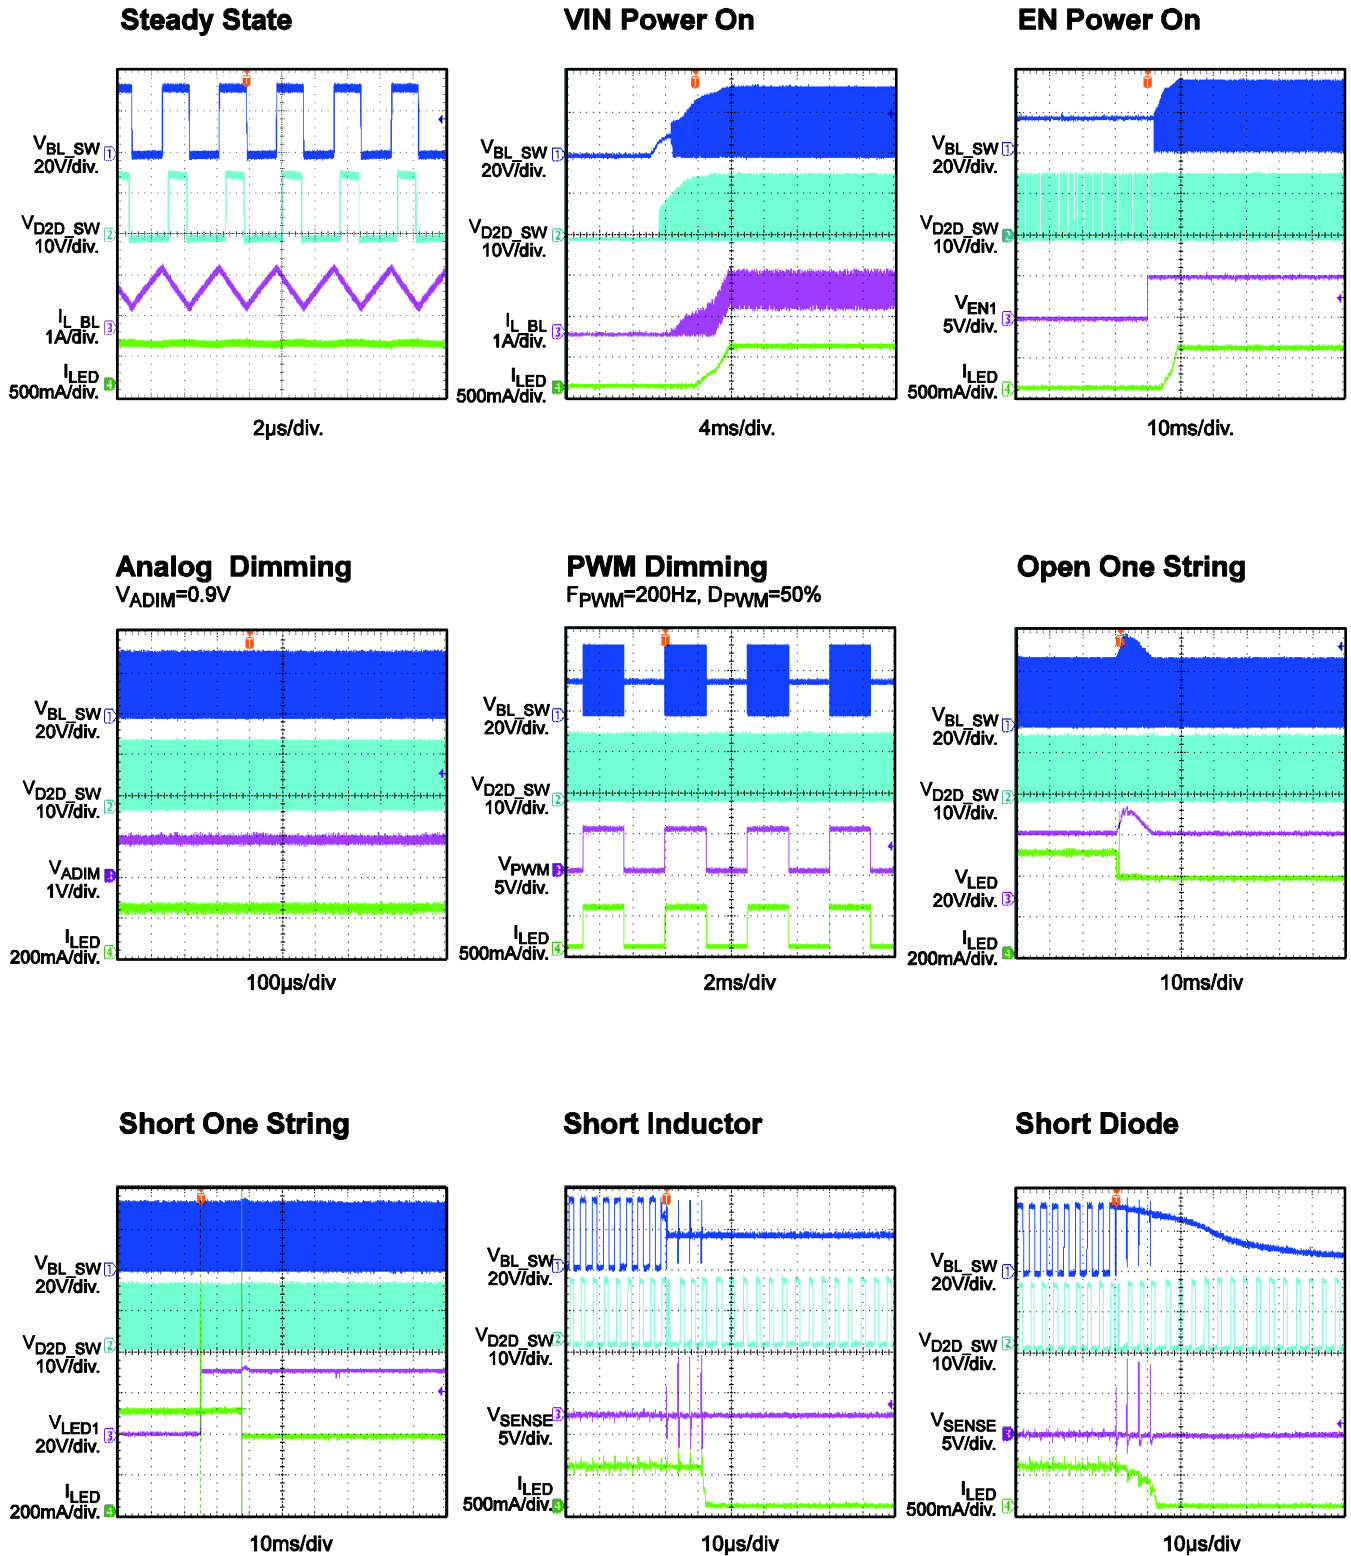 Steady State
VIN Power On
EN Power On
VBL_SW
20V/div.
VD2D_SW
10V/div.
IL_BL
1A/div.
ILED
500mA/div.
2µs/div.
VBL_SW
20V/div.
VD2D_SW
10V/div.
IL_BL
1A/div.
ILED
500mA/div.
4ms/div.
VBL_SW
20V/div.
VD2D_SW
10V/div.
VEN1
5V/div.
ILED
500mA/div.
10ms/div.
Analog Dimming
VADIM=0.9V
PWM Dimming
FPWM=200Hz, DPWM=50%
Open One String
VBL_SW
20V/div.
VD2D_SW
10V/div.
VADIM
1V/div.
ILED
200mA/div.
100µs/div
VBL_SW
20V/div.
VD2D_SW
10V/div.
VPWM
5V/div.
ILED
500mA/div.
2ms/div
VBL_SW
20V/div.
VD2D_SW
10V/div.
VLED
20V/div.
ILED
200mA/div.
10ms/div
Short One String
Short Inductor
Short Diode
VBL_SW
20V/div.
VD2D_SW
10V/div.
VLED1
20V/div.
ILED
200mA/div.
10ms/div
VBL_SW
20V/div.
VD2D_SW
10V/div.
VSENSE
5V/div.
ILED
500mA/div.
10µs/div
VBL_SW
20V/div.
VD2D_SW
10V/div.
VSENSE
5V/div.
ILED
500mA/div.
10µs/div